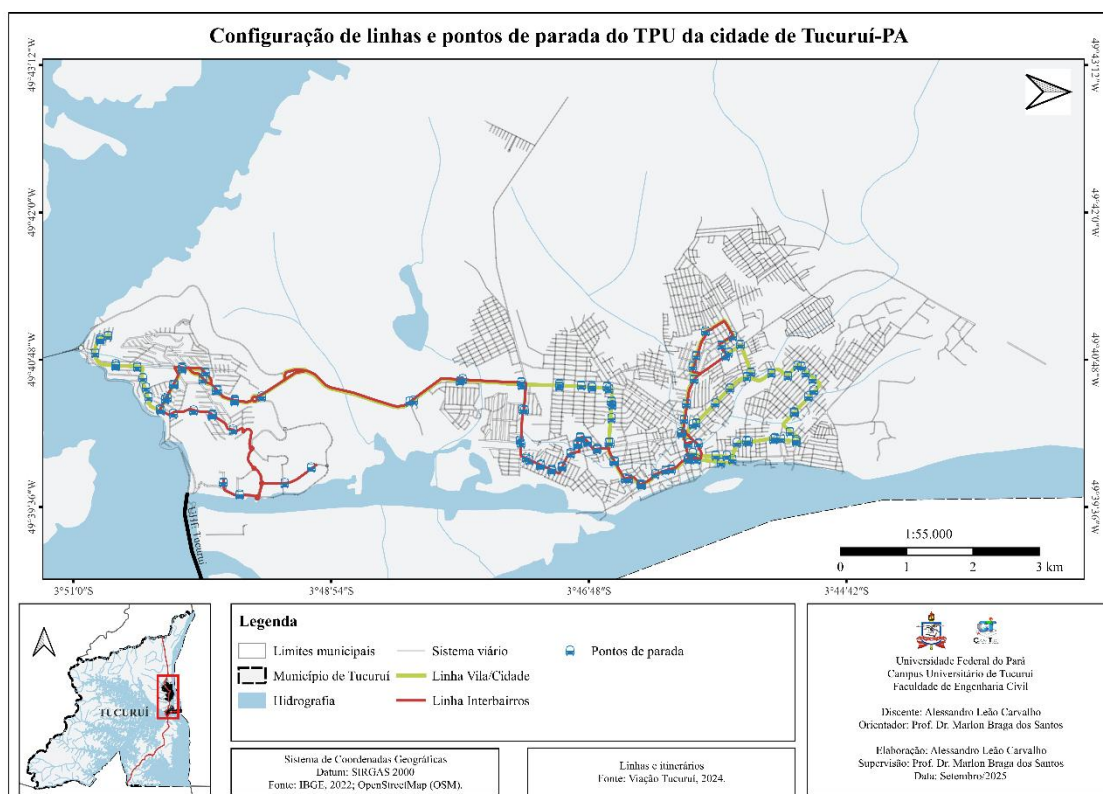 Configuração de linhas e pontos de parada do TPU da cidade de Tucuruí-PA
49°43'12"W
49°43'12"W
49°42'0"W
49°42'0"W
49°40'48"W
49°40'48"W
49°39'36"W
49°39'36"W
UHE Tucuruí
1:55.000
0 1 2 3 km
3°51'0"S
3°48'54"S
3°46'48"S
3°44'42"S
TUCURUÍ
Legenda
Limites municipais
Município de Tucuruí
Hidrografia
Sistema viário
Linha Vila/Cidade
Linha Interbairros
Pontos de parada
Sistema de Coordenadas Geográficas
Datum: SIRGAS 2000
Fonte: IBGE, 2022; OpenStreetMap (OSM).
Linhas e itinerários
Fonte: Viação Tucuruí, 2024.
Universidade Federal do Pará
Campus Universitário de Tucuruí
Faculdade de Engenharia Civil
Discente: Alessandro Leão Carvalho
Orientador: Prof. Dr. Marlon Braga dos Santos
Elaboração: Alessandro Leão Carvalho
Supervisão: Prof. Dr. Marlon Braga dos Santos
Data: Setembro/2025